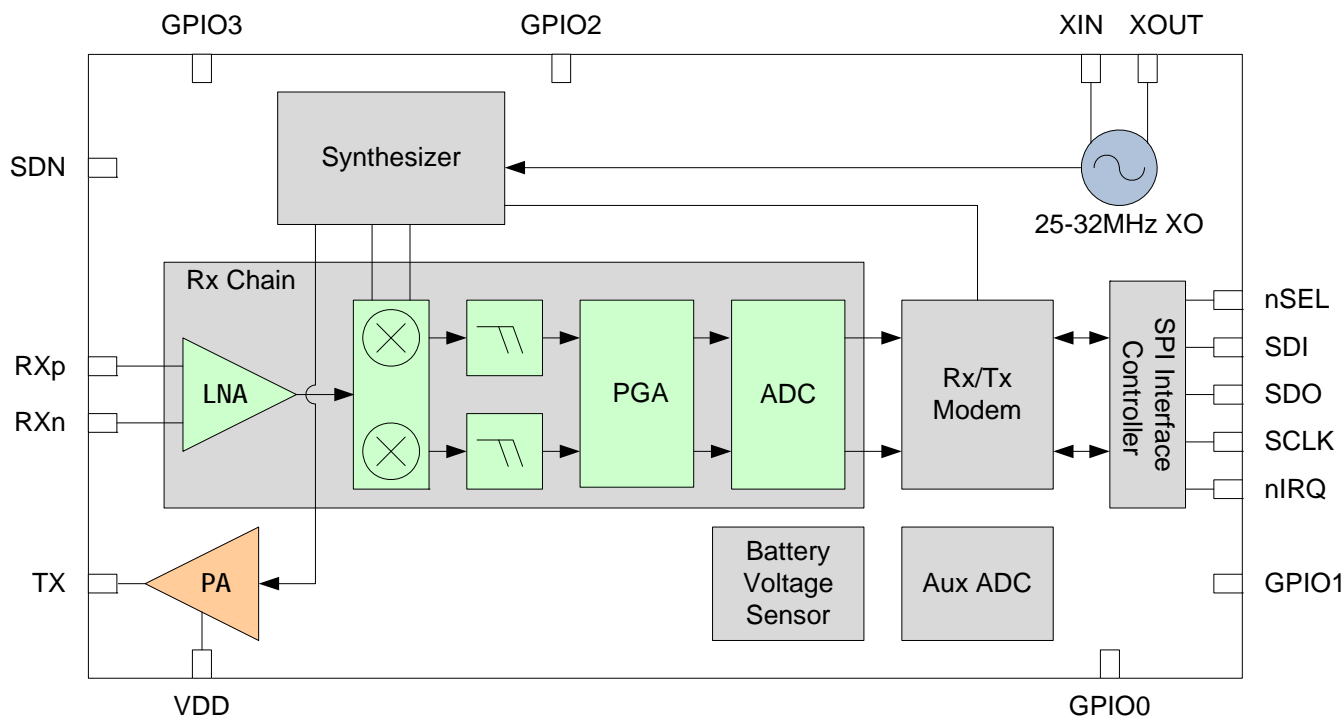 GPIO3
GPIO2
XIN
XOUT
SDN
Synthesizer
25-32MHz XO
Rx Chain
RXp
RXn
LNA
PGA
ADC
Rx/Tx
Modem
SPI Interface
Controller
nSEL
SDI
SDO
SCLK
nIRQ
TX
PA
Battery
Voltage
Sensor
Aux ADC
GPIO1
VDD
GPIO0